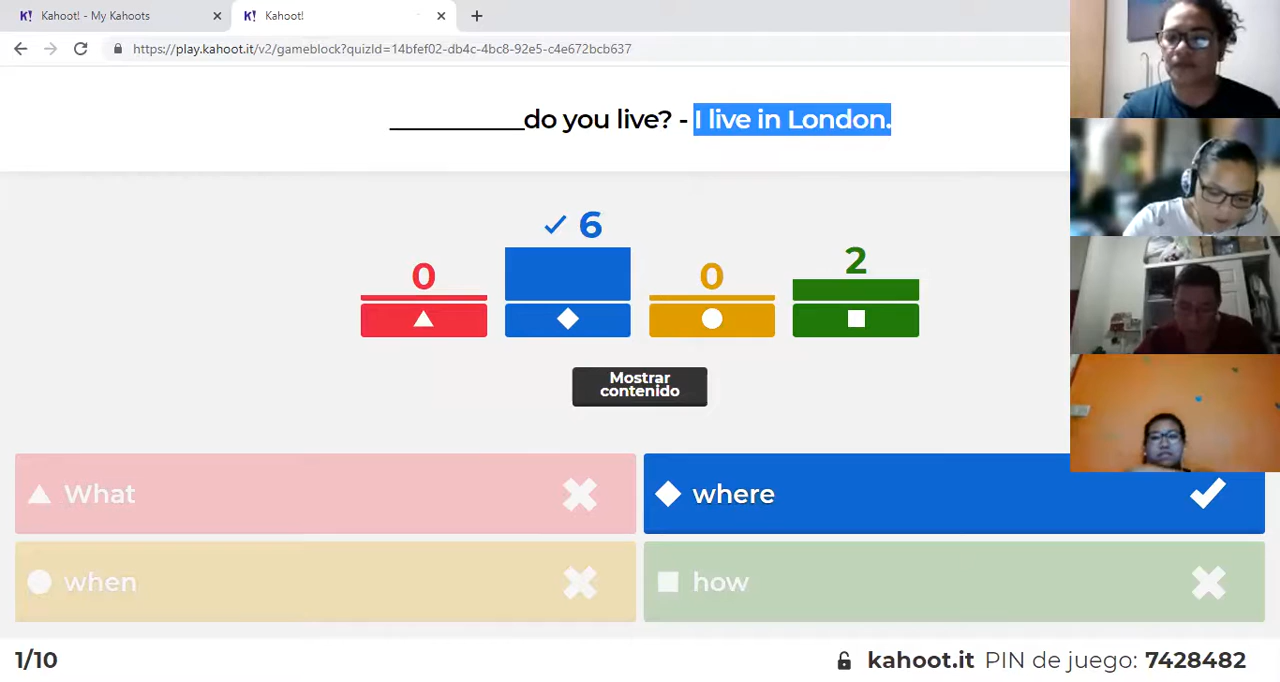 K! Kahoot! - My Kahoots
K! Kahoot!
https://play.kahoot.it/v2/gameblock?quizId=14bfef02-db4c-4bc8-92e5-c4e672bcb637
__________do you live? - I live in London.
0
6
0
2
Mostrar
contenido
What
where
when
how
1/10
kahoot.it PIN de juego: 7428482